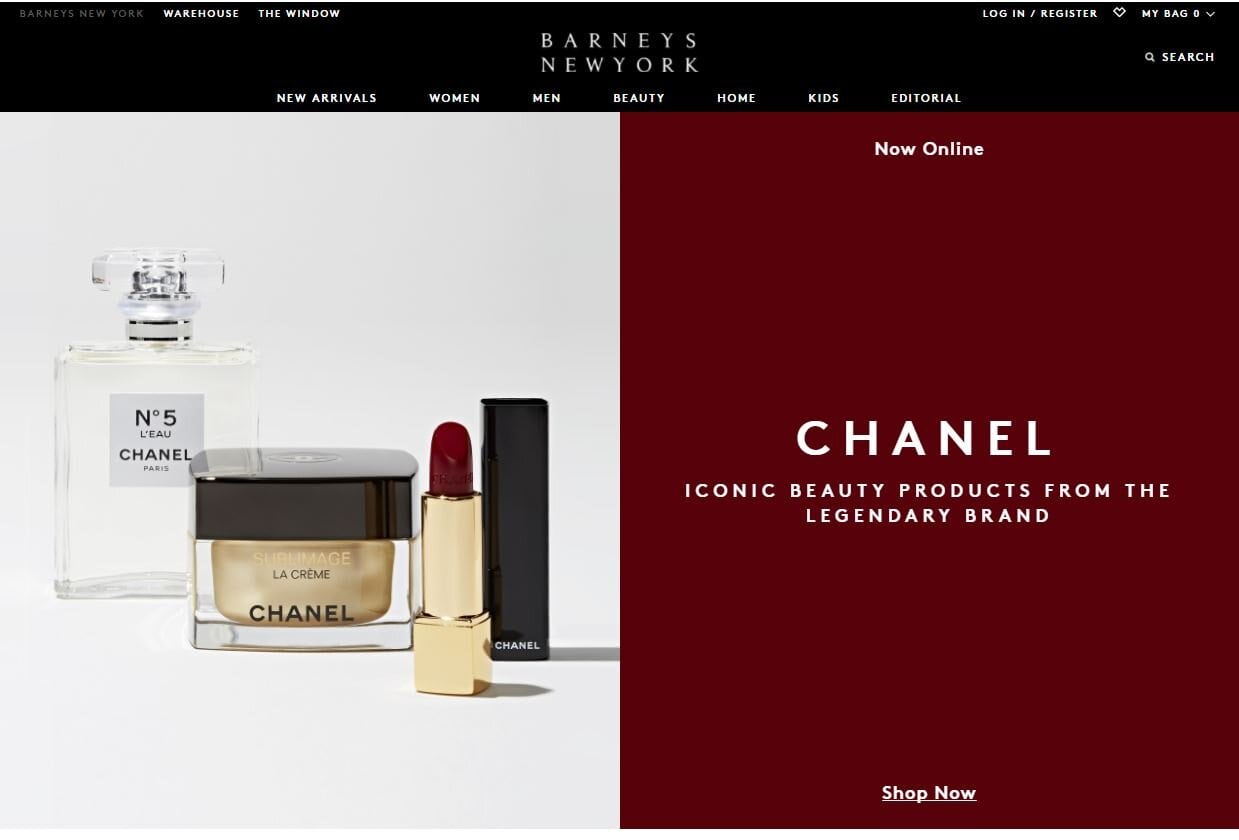 BARNEYS NEW YORK WAREHOUSE THE WINDOW LOG IN / REGISTER MY BAG 0
BARNEYS
NEWYORK
SEARCH
NEW ARRIVALS WOMEN MEN BEAUTY HOME KIDS EDITORIAL
Now Online
N°5
L'EAU
CHANEL
PARIS
SUBLIMAGE
LA CRÈME
CHANEL
CHANEL
CHANEL
ICONIC BEAUTY PRODUCTS FROM THE
LEGENDARY BRAND
Shop Now